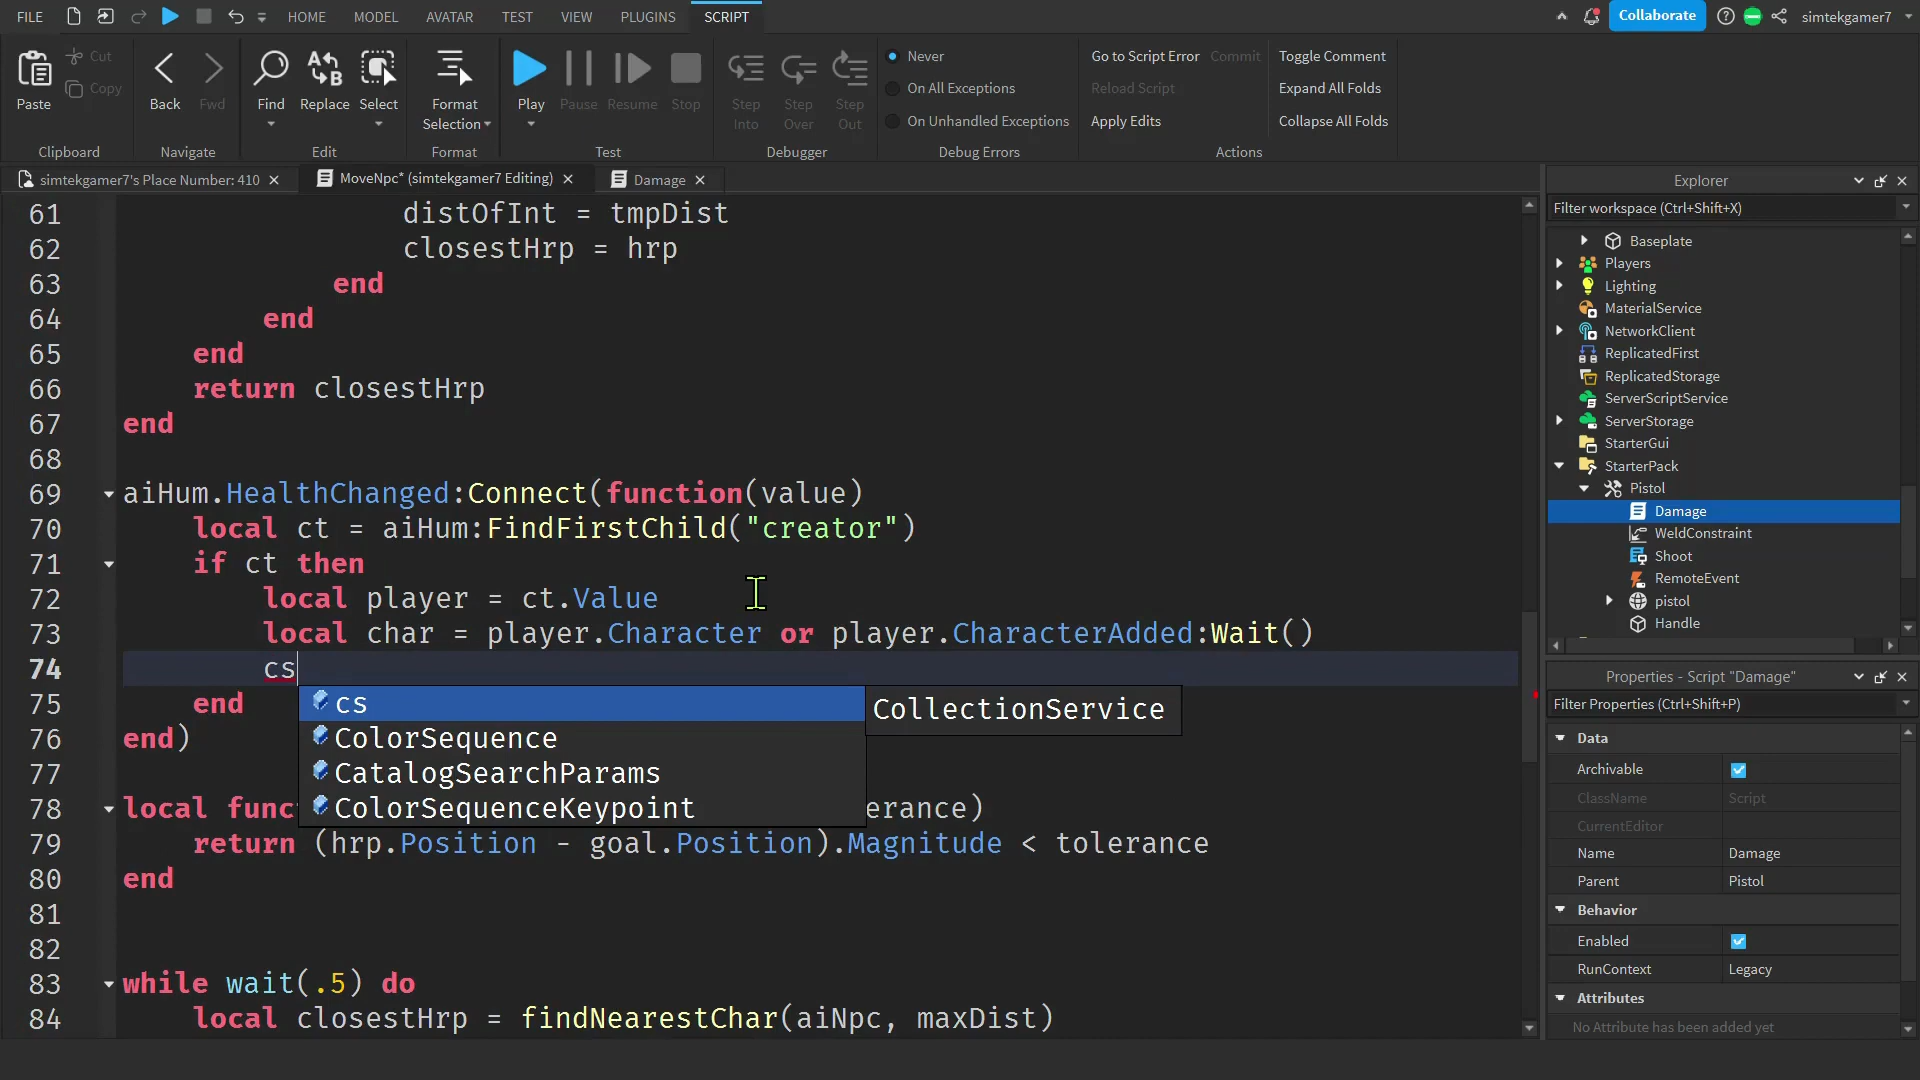 FILE HOME MODEL AVATAR TEST VIEW PLUGINS SCRIPT Collaborate simtekgamer7
Paste Cut Copy Back Fwd Find Replace Select Format Selection Play Pause Resume Stop Step Into Step Over Step Out
Never
On All Exceptions
On Unhandled Exceptions
Go to Script Error Commit
Reload Script
Apply Edits
Toggle Comment
Expand All Folds
Collapse All Folds
Clipboard Navigate Edit Format Test Debugger Debug Errors Actions
simtekgamer7's Place Number: 410 MoveNpc* (simtekgamer7 Editing) Damage
61 distOfInt = tmpDist
62 closestHrp = hrp
63 end
64 end
65 end
66 return closestHrp
67 end
68
69 aiHum.HealthChanged:Connect(function(value)
70 local ct = aiHum:FindFirstChild("creator")
71 if ct then
72 local player = ct.Value
73 local char = player.Character or player.CharacterAdded:Wait()
74 cs
75 end
76 end)
77
78 local func erance)
79 return (hrp.Position - goal.Position).Magnitude < tolerance
80 end
81
82
83 while wait(.5) do
84 local closestHrp = findNearestChar(aiNpc, maxDist)
cs
ColorSequence
CatalogSearchParams
ColorSequenceKeypoint
CollectionService
Explorer
Filter workspace (Ctrl+Shift+X)
Baseplate
Players
Lighting
MaterialService
NetworkClient
ReplicatedFirst
ReplicatedStorage
ServerScriptService
ServerStorage
StarterGui
StarterPack
Pistol
Damage
WeldConstraint
Shoot
RemoteEvent
pistol
Handle
Properties - Script "Damage"
Filter Properties (Ctrl+Shift+P)
Data
Archivable
ClassName Script
CurrentEditor
Name Damage
Parent Pistol
Behavior
Enabled
RunContext Legacy
Attributes
No Attribute has been added yet